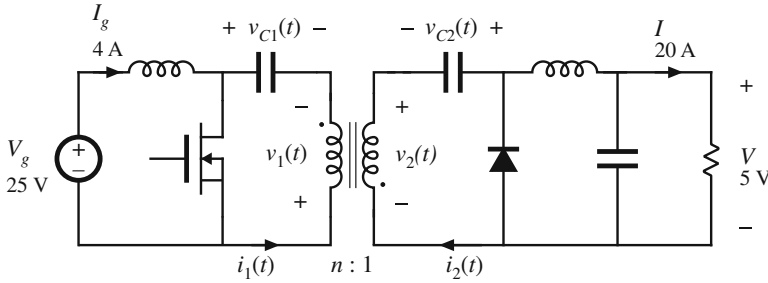 I_g
4 A
+ v_C1(t) −
− v_C2(t) +
I
20 A
V_g
25 V
+
−
−
v_1(t)
+
+
v_2(t)
−
+
V
5 V
−
i_1(t)
n : 1
i_2(t)